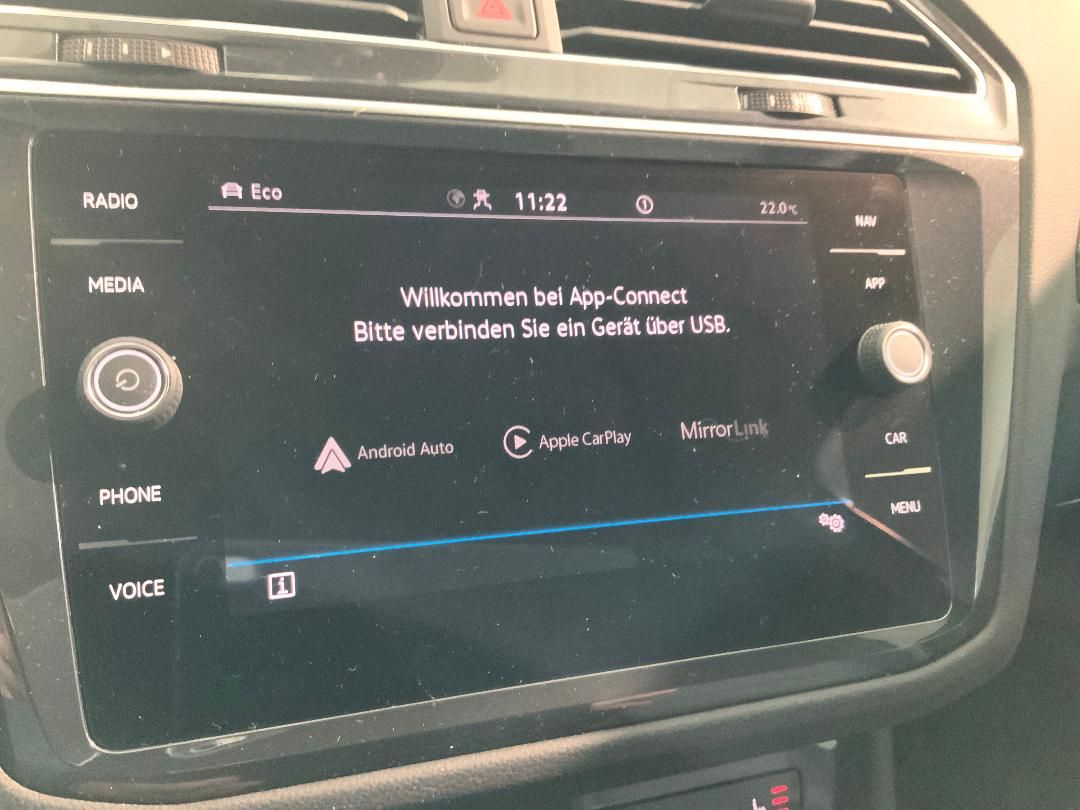 RADIO
MEDIA
PHONE
VOICE
Eco
11:22
1
22.0°C
Willkommen bei App-Connect
Bitte verbinden Sie ein Gerät über USB.
Android Auto
Apple CarPlay
MirrorLink
i
NAV
APP
CAR
MENU
L